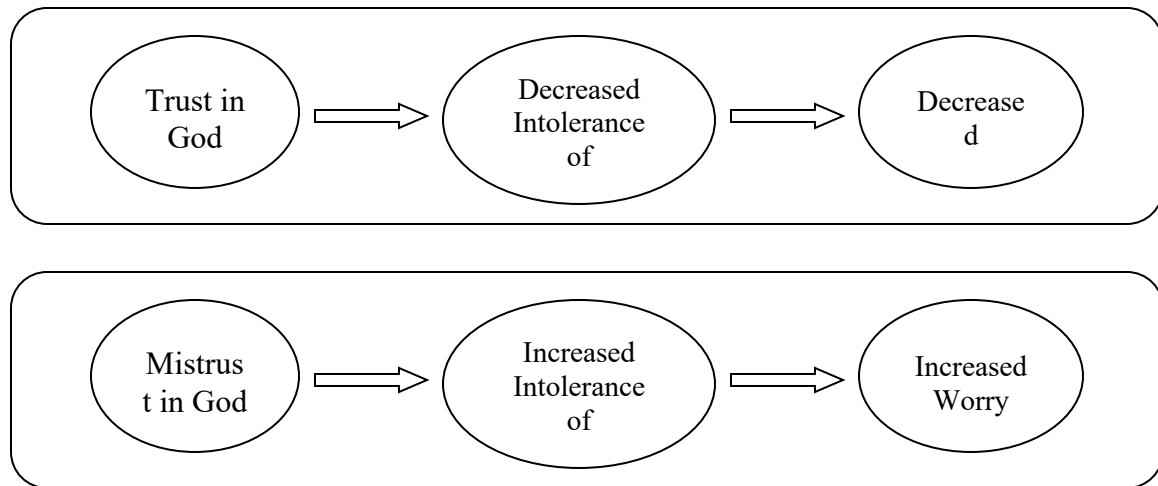 Trust in
God
Decreased
Intolerance
of
Decrease
d
Mistrus
t in God
Increased
Intolerance
of
Increased
Worry